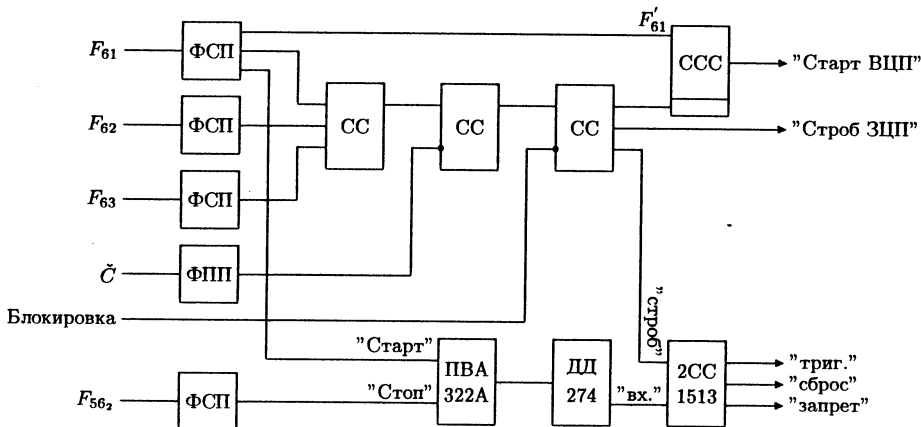 F′61
F61 ФСП ССС "Старт ВЦП"
F62 ФСП СС СС СС "Строб ЗЦП"
F63 ФСП
Č ФПП
Блокировка
"строб"
"Старт" ПВА ДД 2СС "триг."
F562 ФСП "Стоп" 322А 274 "вх." 1513 "сброс"
"запрет"